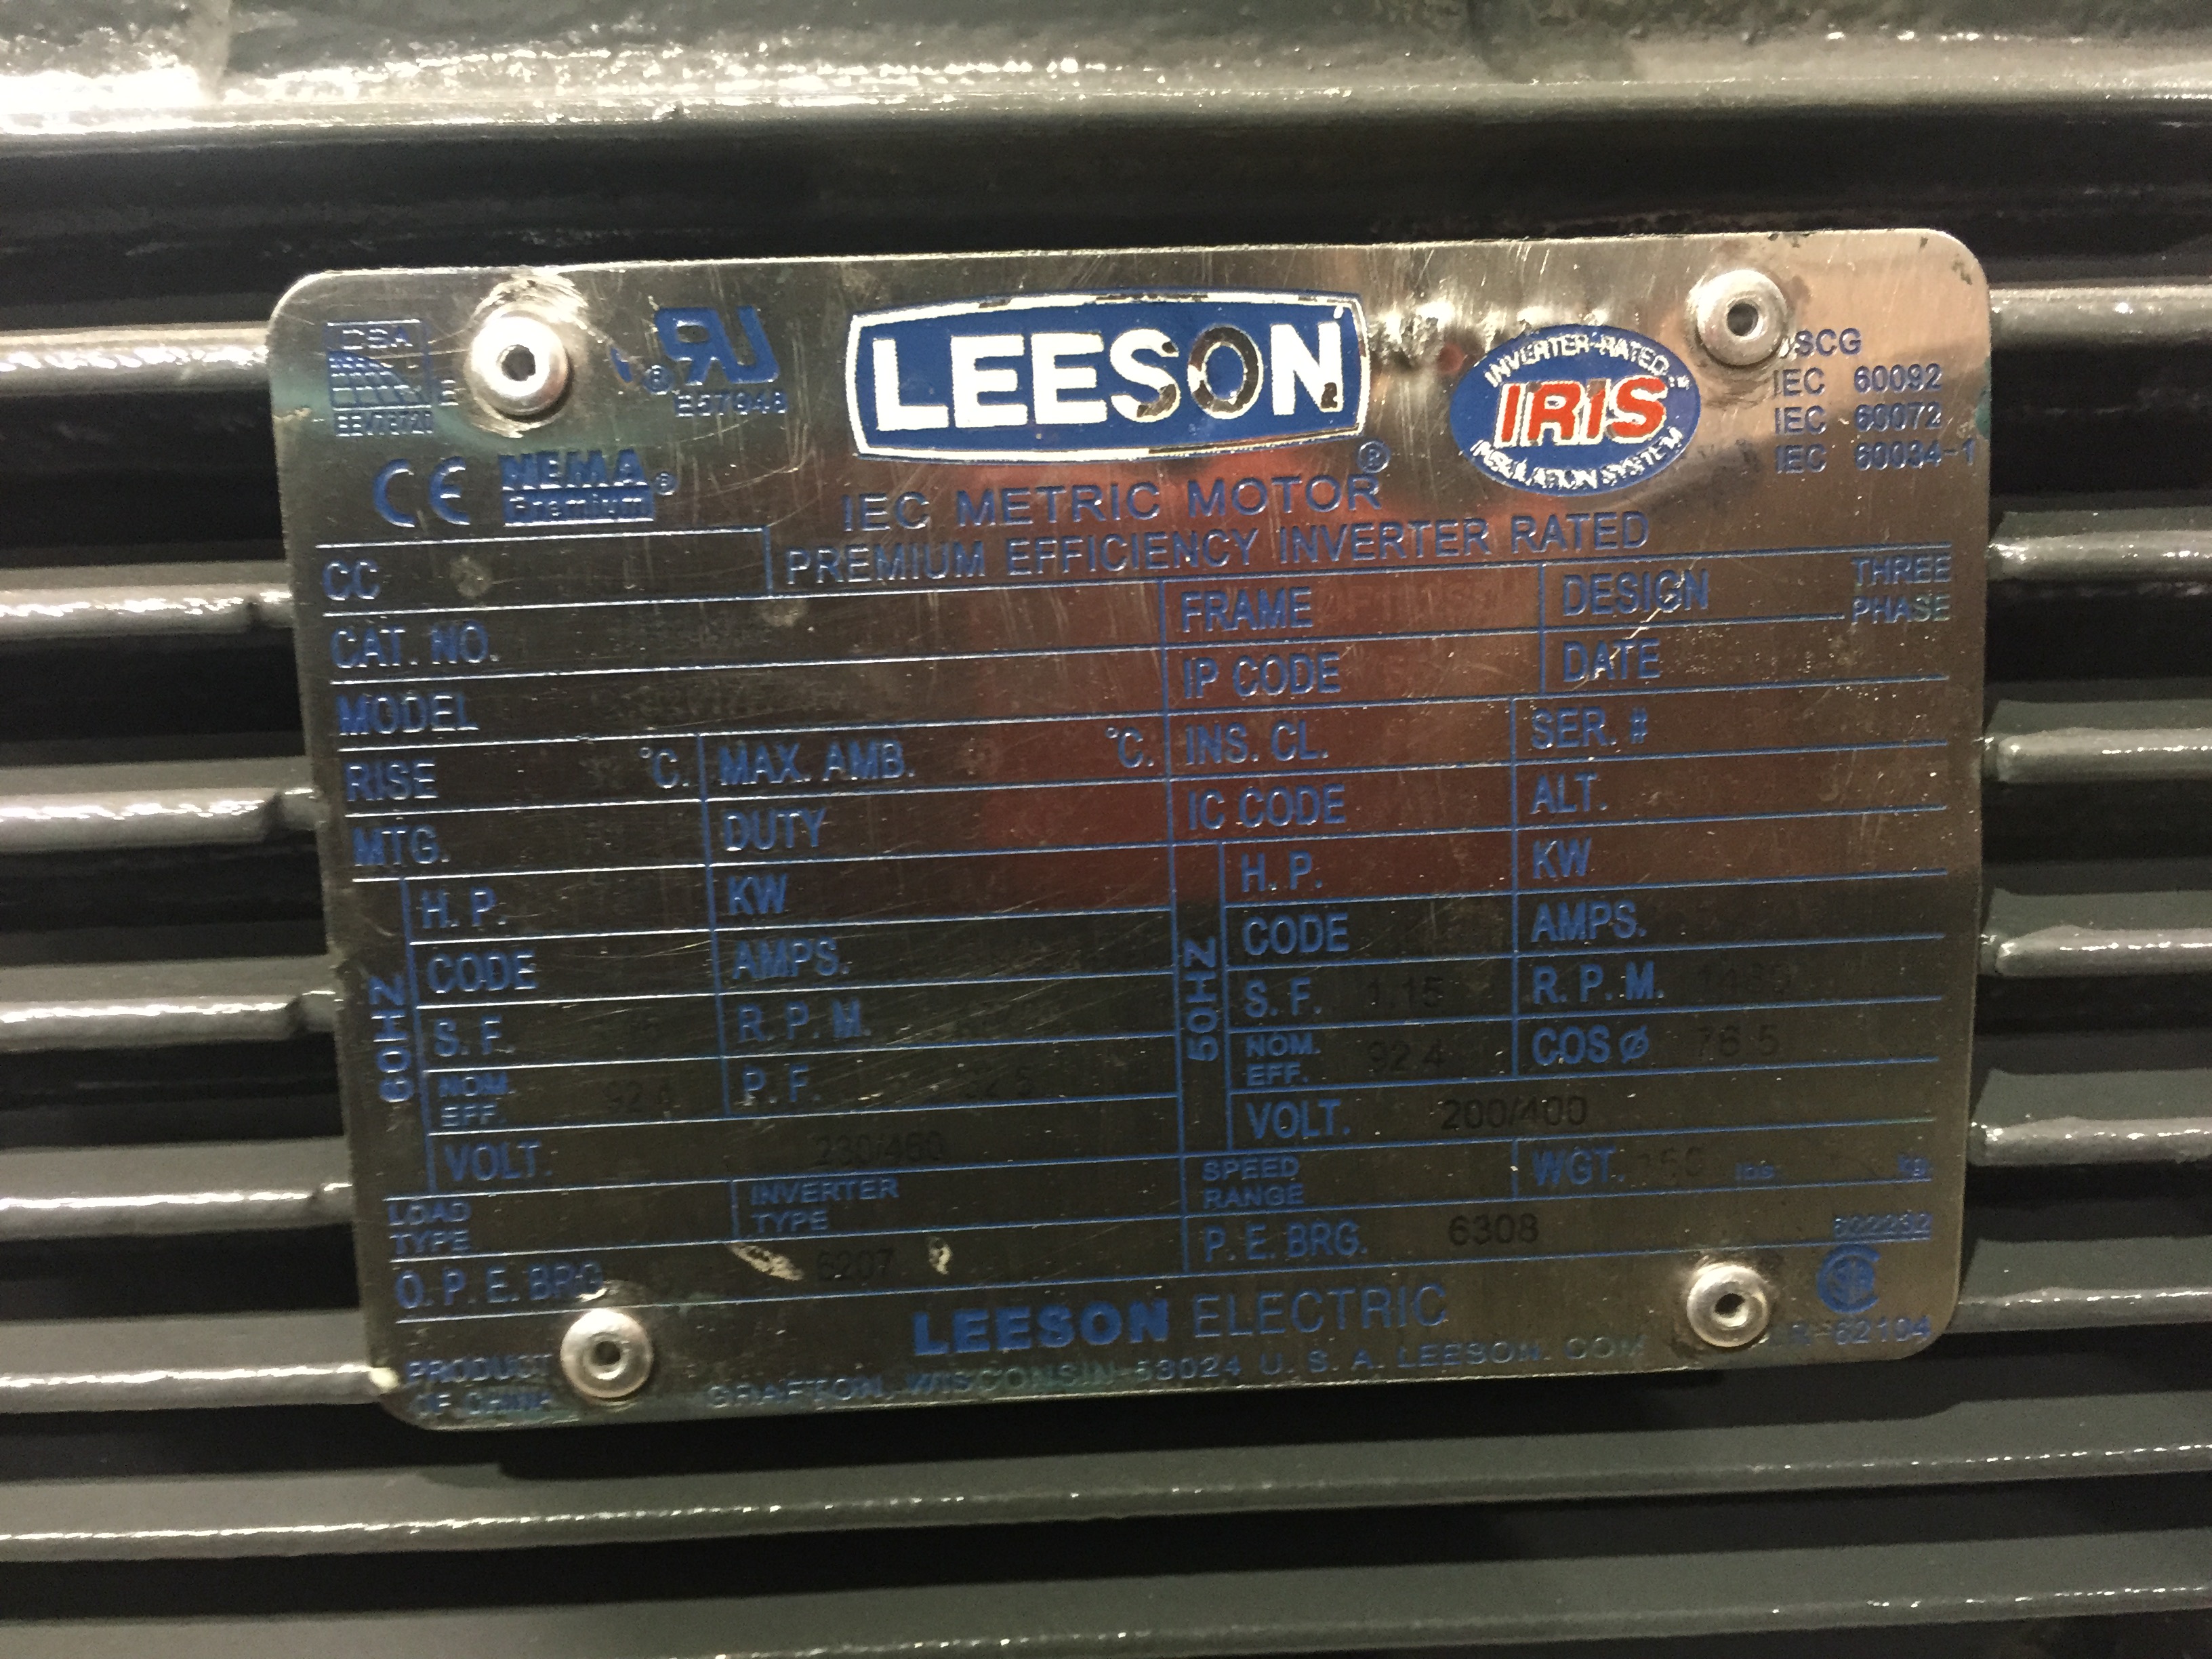 LEESON ®
INVERTER-RATED
IRIS
INSULATION SYSTEM
IEC 60092
IEC 60072
IEC 60034-1
CE NEMA Premium ®
IEC METRIC MOTOR
PREMIUM EFFICIENCY INVERTER RATED
CC
CAT. NO.
FRAME
DESIGN
THREE PHASE
MODEL
IP CODE
DATE
RISE °C.
MAX. AMB. °C.
INS. CL.
SER. #
MTG.
DUTY
IC CODE
ALT.
60HZ
H. P.
KW
CODE
AMPS.
S. F.
R. P. M.
NOM. EFF.
P. F.
VOLT. 230/460
50HZ
H. P.
KW
CODE
AMPS.
S. F. 1.15
R. P. M.
NOM. EFF. 92.4
COS Ø 76.5
VOLT. 200/400
LOAD TYPE
INVERTER TYPE
SPEED RANGE
WGT. lbs. kg.
O. P. E. BRG. 6207
P. E. BRG. 6308
LEESON ELECTRIC
GRAFTON, WISCONSIN-53024 U. S. A. LEESON. COM
PRODUCT
OF CHINA